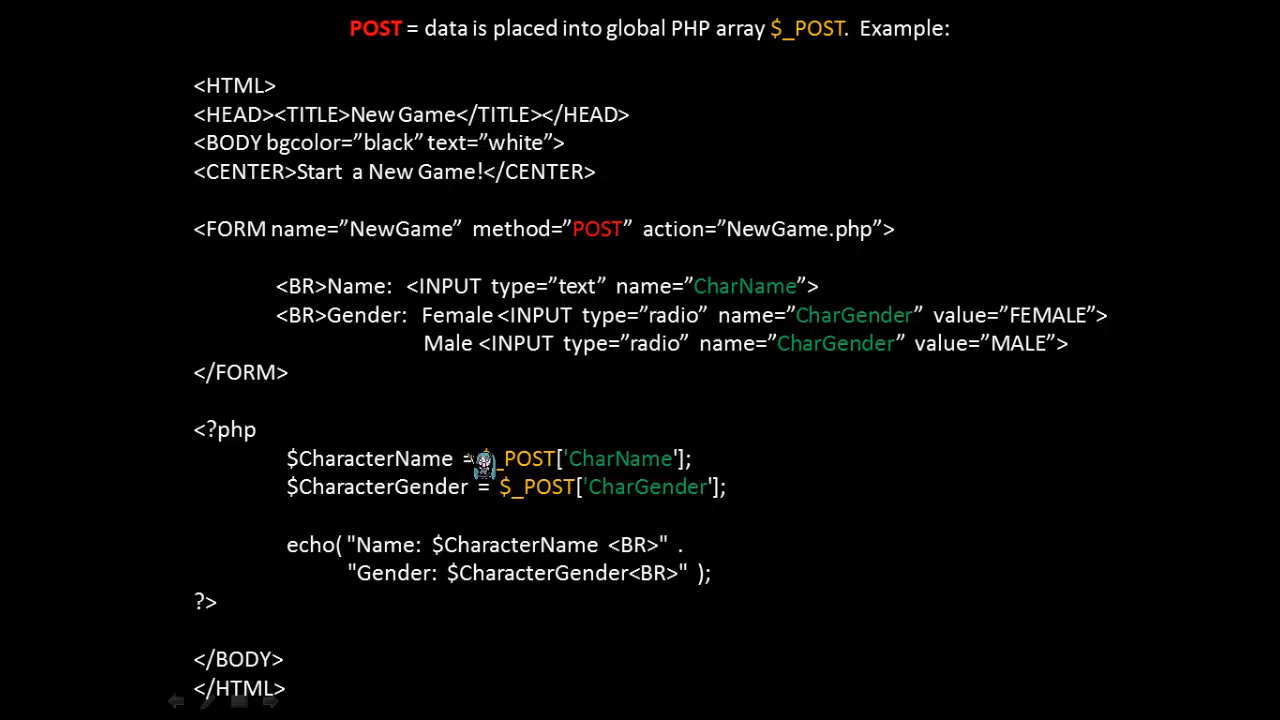 POST = data is placed into global PHP array $_POST. Example:
<HTML>
<HEAD><TITLE>New Game</TITLE></HEAD>
<BODY bgcolor=”black” text=”white”>
<CENTER>Start a New Game!</CENTER>
<FORM name=”NewGame” method=”POST” action=”NewGame.php”>
<BR>Name: <INPUT type=”text” name=”CharName”>
<BR>Gender: Female <INPUT type=”radio” name=”CharGender” value=”FEMALE”>
Male <INPUT type=”radio” name=”CharGender” value=”MALE”>
</FORM>
<?php
$CharacterName = _POST['CharName'];
$CharacterGender = $_POST['CharGender'];
echo( "Name: $CharacterName <BR>" .
"Gender: $CharacterGender<BR>" );
?>
</BODY>
</HTML>